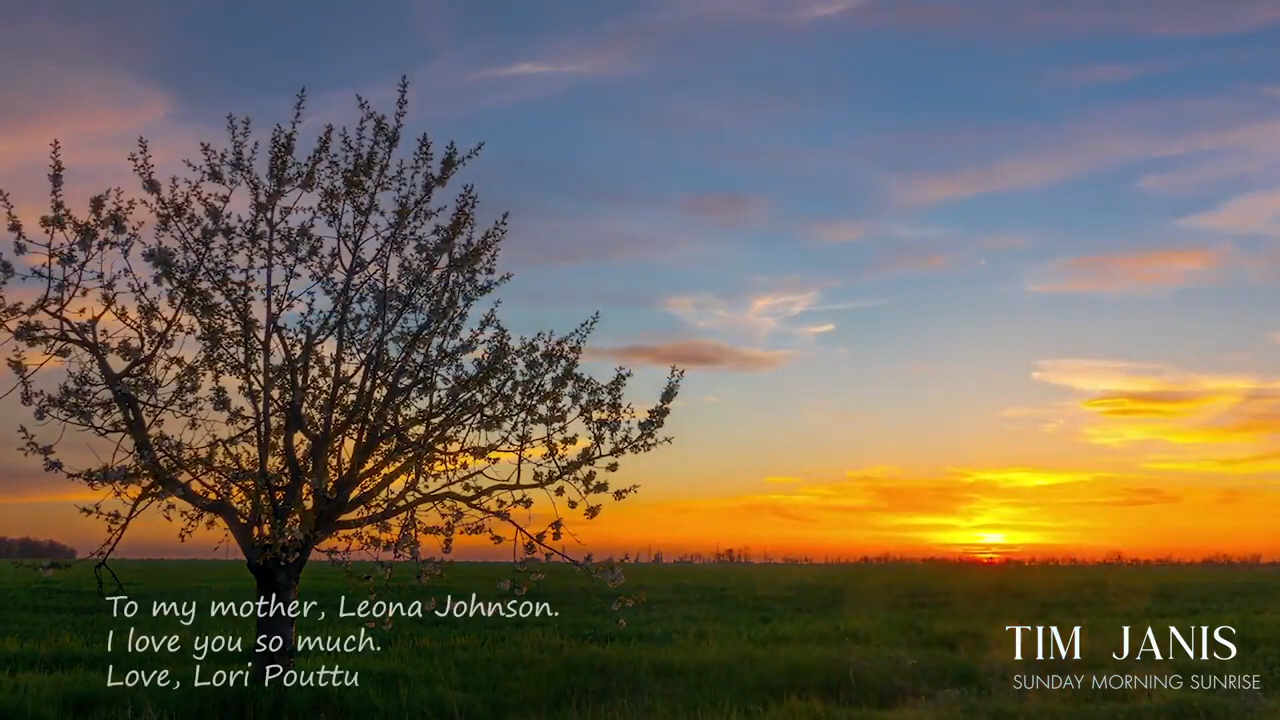 To my mother, Leona Johnson.
I love you so much.
Love, Lori Pouttu
TIM JANIS
SUNDAY MORNING SUNRISE